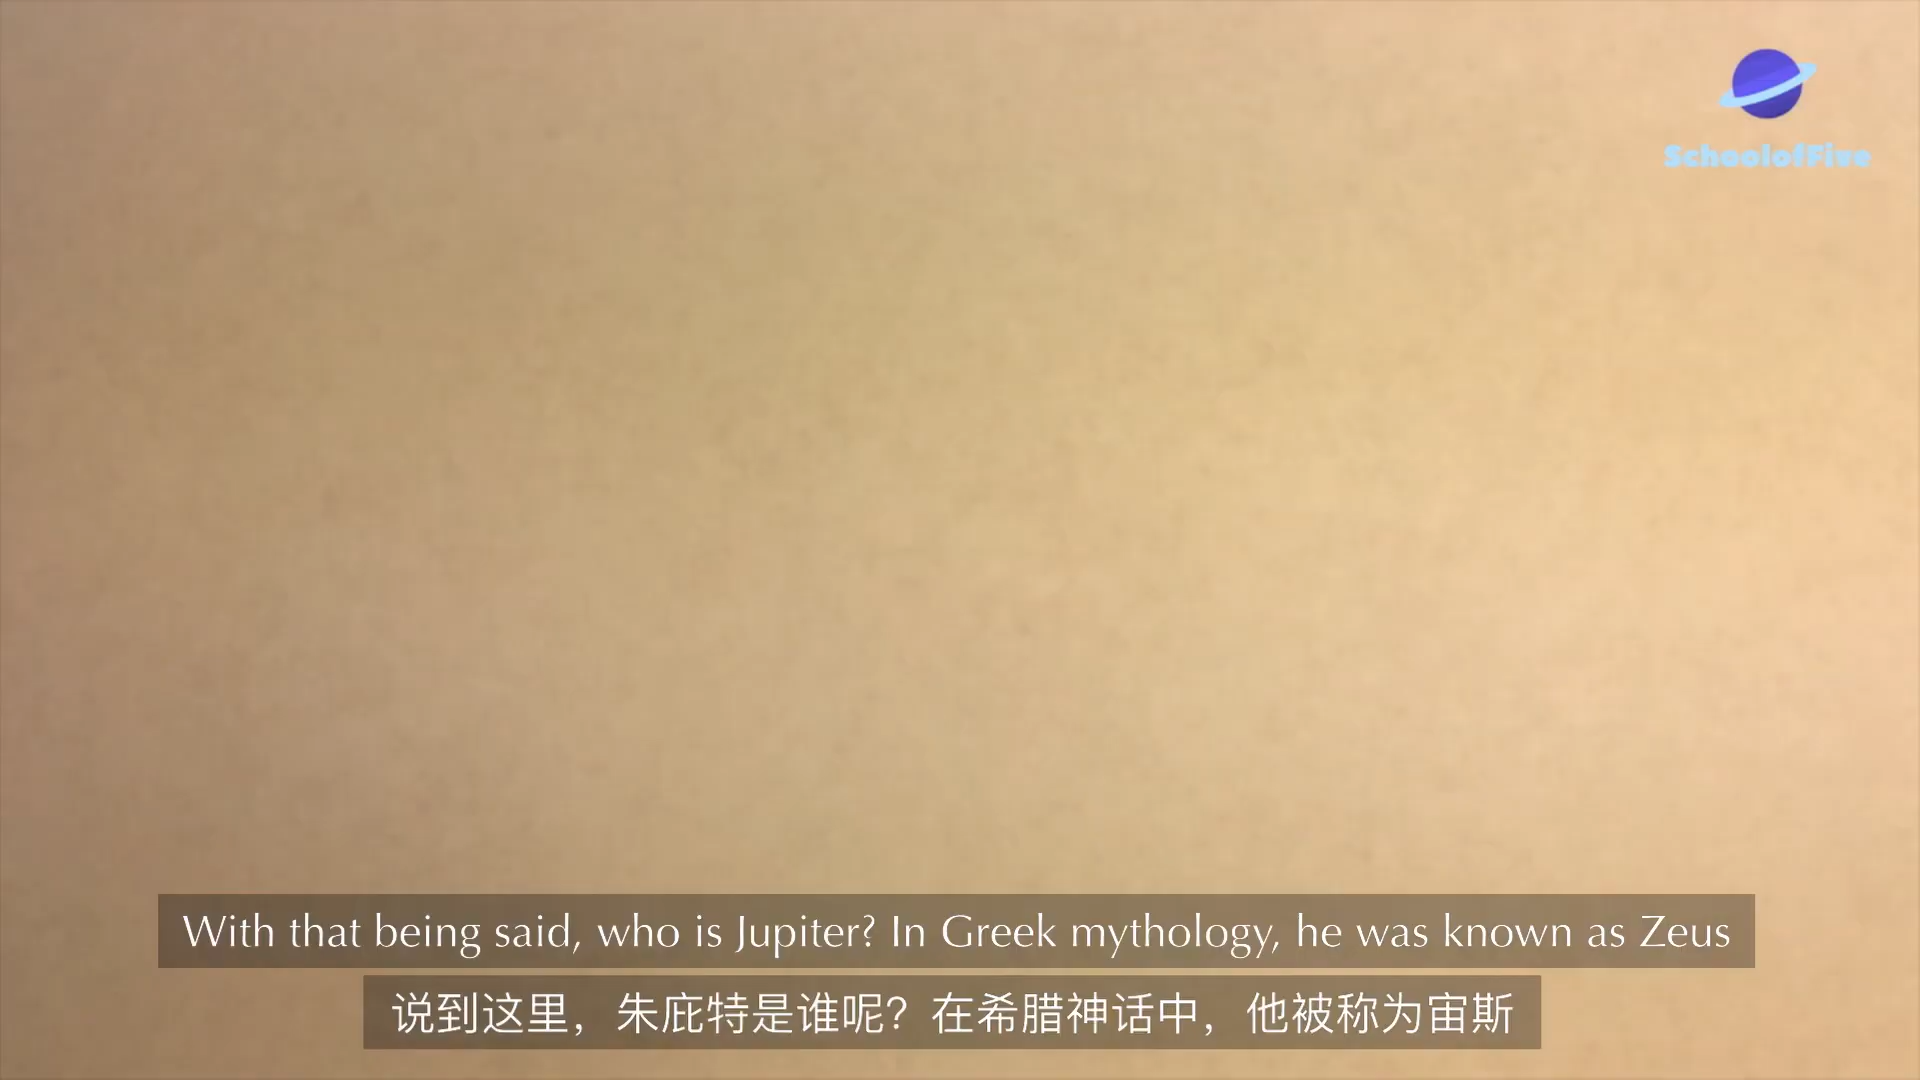 SchoolofFive
With that being said, who is Jupiter? In Greek mythology, he was known as Zeus
说到这里，朱庇特是谁呢？在希腊神话中，他被称为宙斯